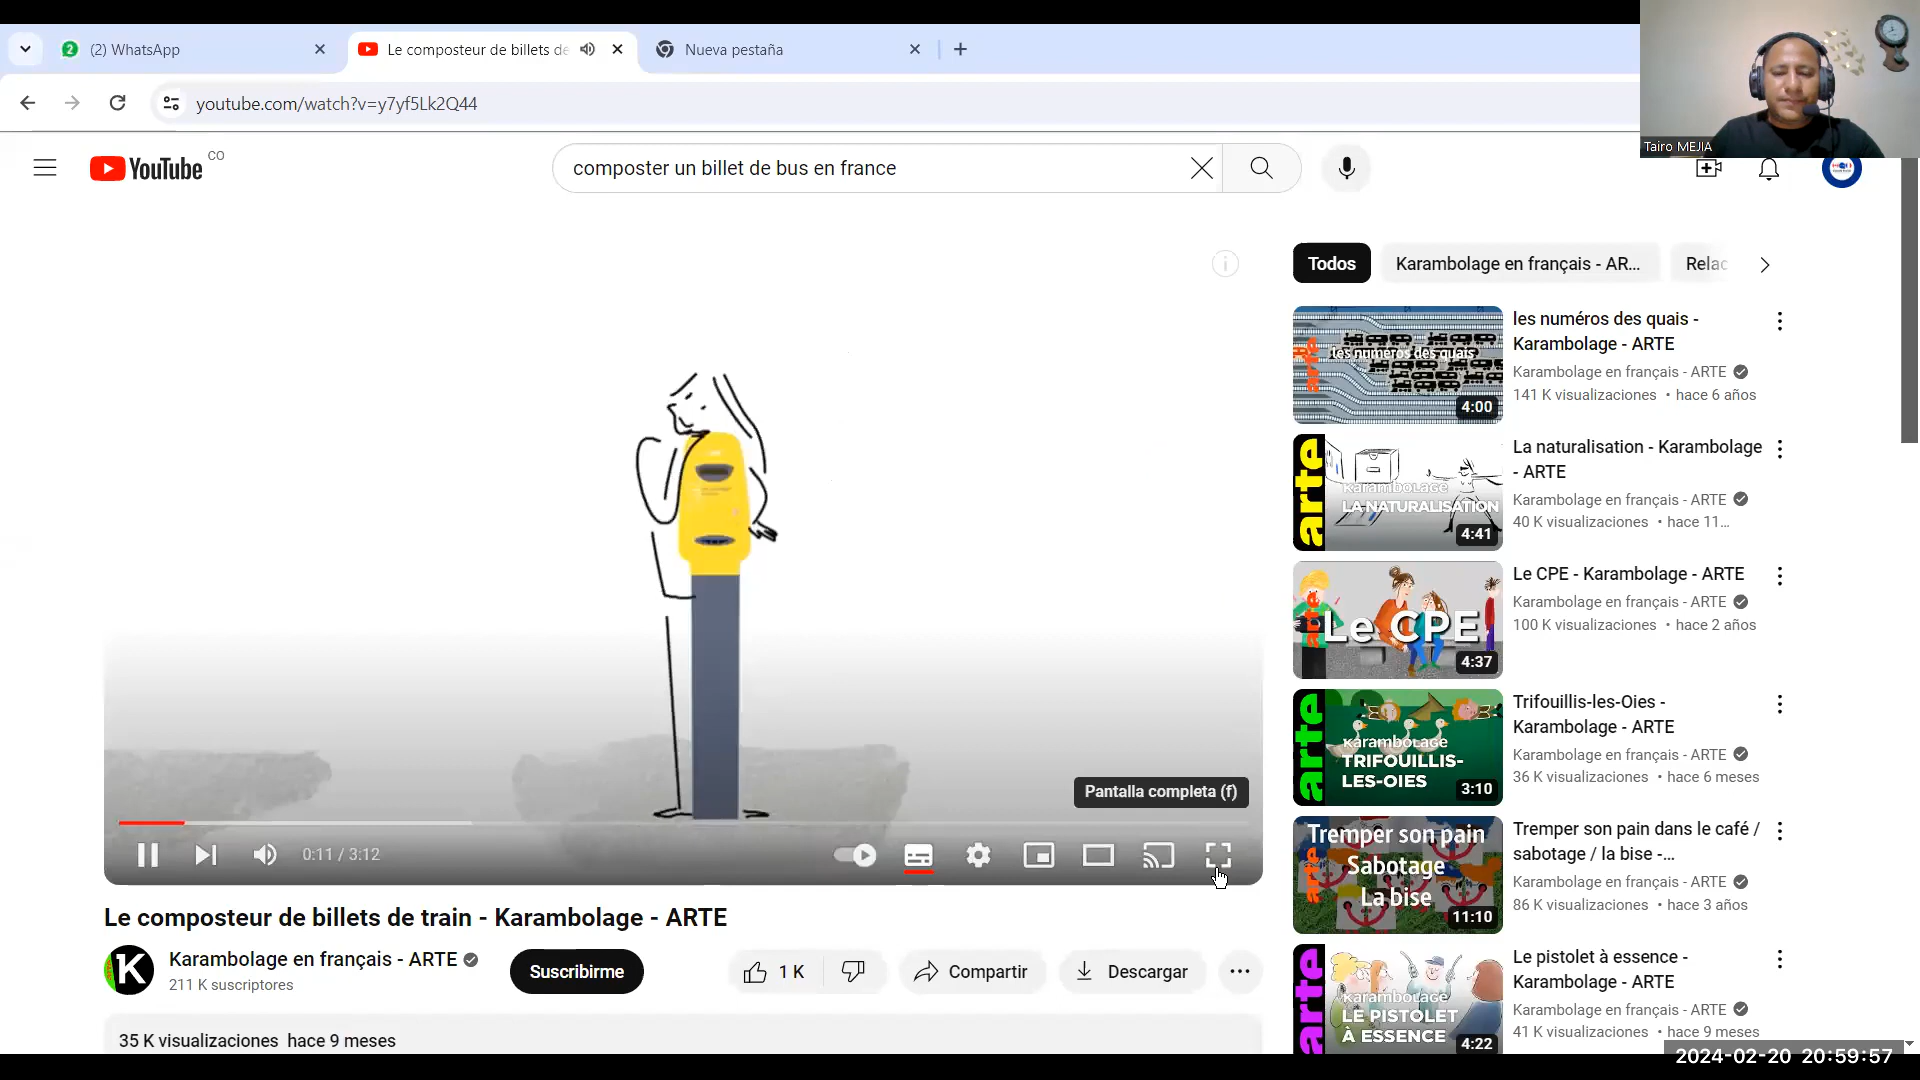 (2) WhatsApp
Le composteur de billets de
Nueva pestaña
youtube.com/watch?v=y7yf5Lk2Q44
Tairo MEJIA
YouTube CO
composter un billet de bus en france
Todos
Karambolage en français - AR...
Relac
les numéros des quais
4:00
les numéros des quais -
Karambolage - ARTE
Karambolage en français - ARTE
141 K visualizaciones • hace 6 años
arte
karambolage
LA NATURALISATION
4:41
La naturalisation - Karambolage
- ARTE
Karambolage en français - ARTE
40 K visualizaciones • hace 11...
Le CPE
4:37
Le CPE - Karambolage - ARTE
Karambolage en français - ARTE
100 K visualizaciones • hace 2 años
arte
karambolage
TRIFOUILLIS-
LES-OIES
3:10
Trifouillis-les-Oies -
Karambolage - ARTE
Karambolage en français - ARTE
36 K visualizaciones • hace 6 meses
Tremper son pain
Sabotage
La bise
11:10
Tremper son pain dans le café /
sabotage / la bise -...
Karambolage en français - ARTE
86 K visualizaciones • hace 3 años
arte
karambolage
LE PISTOLET
À ESSENCE
4:22
Le pistolet à essence -
Karambolage - ARTE
Karambolage en français - ARTE
41 K visualizaciones • hace 9 meses
Pantalla completa (f)
0:11 / 3:12
Le composteur de billets de train - Karambolage - ARTE
K
Karambolage en français - ARTE
211 K suscriptores
Suscribirme
1 K
Compartir
Descargar
35 K visualizaciones hace 9 meses
2024-02-20 20:59:57